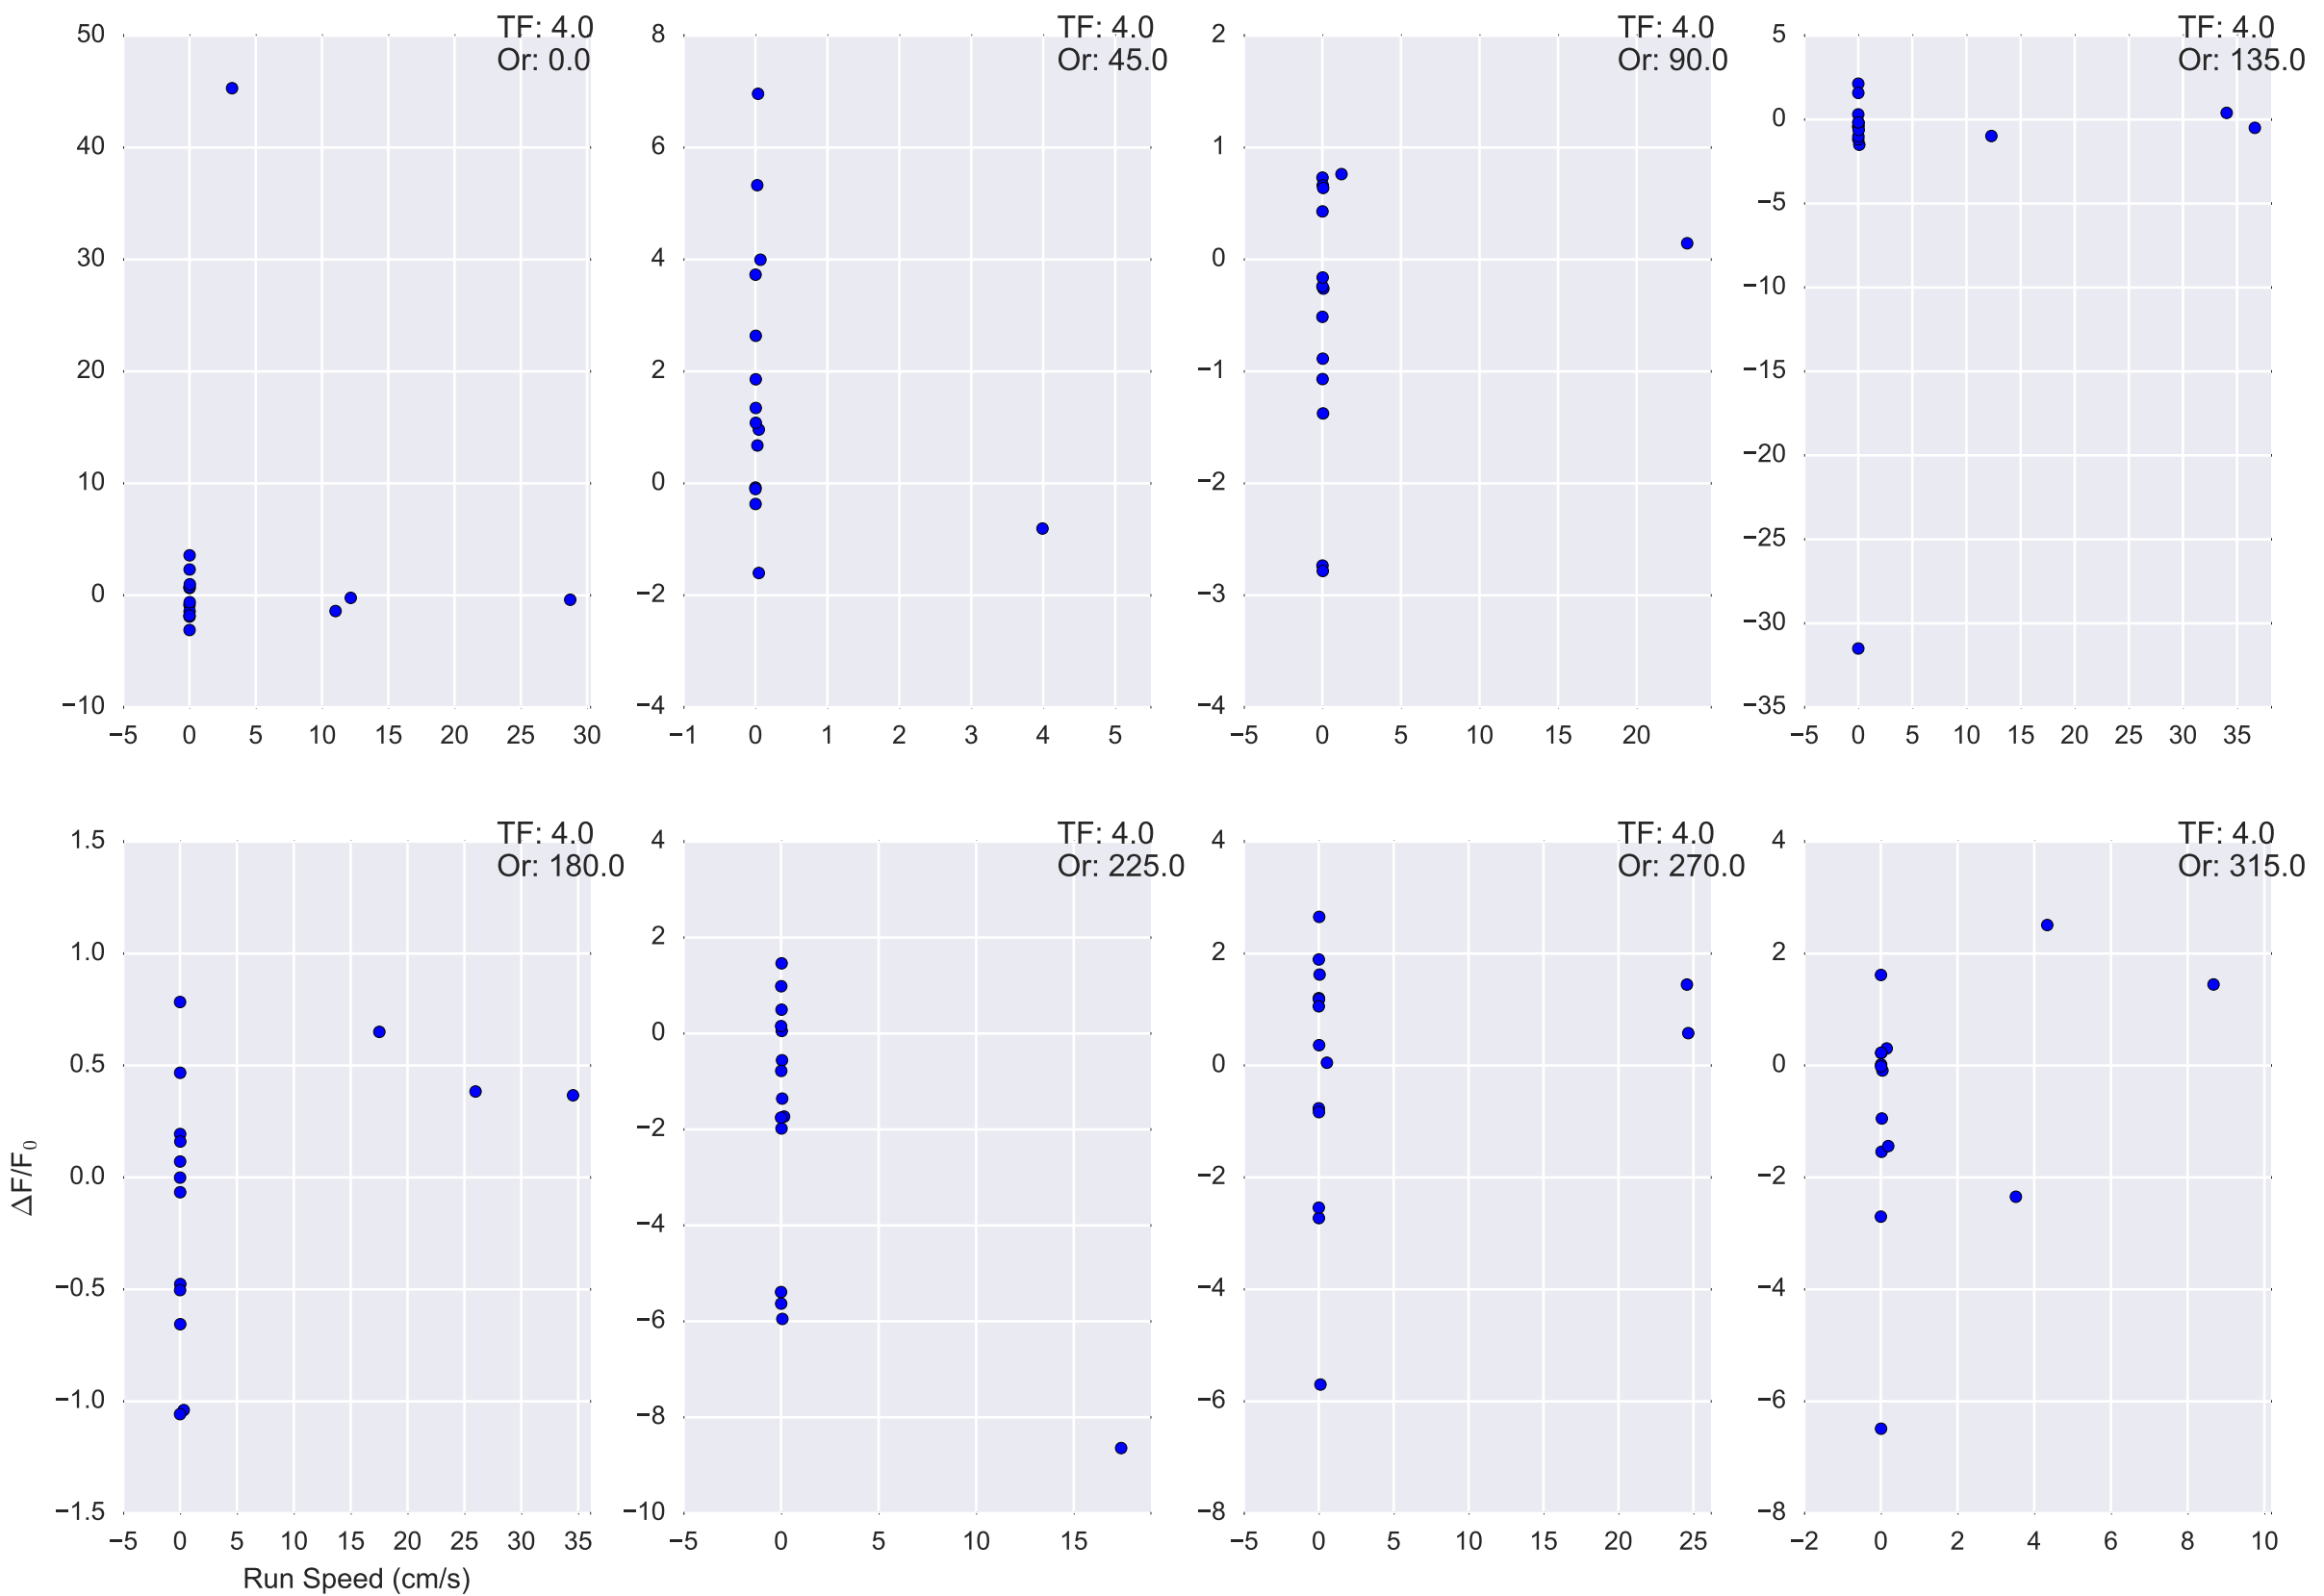 TF: 4.0
Or: 0.0
50
40
30
20
10
0
−10
−5 0 5 10 15 20 25 30
TF: 4.0
Or: 45.0
8
6
4
2
0
−2
−4
−1 0 1 2 3 4 5
TF: 4.0
Or: 90.0
2
1
0
−1
−2
−3
−4
−5 0 5 10 15 20
TF: 4.0
Or: 135.0
5
0
−5
−10
−15
−20
−25
−30
−35
−5 0 5 10 15 20 25 30 35
TF: 4.0
Or: 180.0
1.5
1.0
0.5
0.0
−0.5
−1.0
−1.5
−5 0 5 10 15 20 25 30 35
ΔF/F₀
Run Speed (cm/s)
TF: 4.0
Or: 225.0
4
2
0
−2
−4
−6
−8
−10
−5 0 5 10 15
TF: 4.0
Or: 270.0
4
2
0
−2
−4
−6
−8
−5 0 5 10 15 20 25
TF: 4.0
Or: 315.0
4
2
0
−2
−4
−6
−8
−2 0 2 4 6 8 10